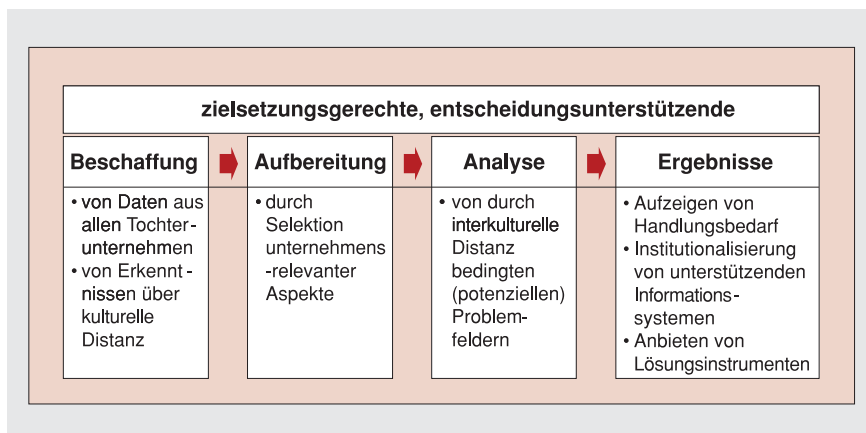 zielsetzungsgerechte, entscheidungsunterstützende
Beschaffung
• von Daten aus
allen Tochter-
unternehmen
• von Erkennt-
nissen über
kulturelle
Distanz
Aufbereitung
• durch
Selektion
unternehmens
-relevanter
Aspekte
Analyse
• von durch
interkulturelle
Distanz
bedingten
(potenziellen)
Problem-
feldern
Ergebnisse
• Aufzeigen von
Handlungsbedarf
• Institutionalisierung
von unterstützenden
Informations-
systemen
• Anbieten von
Lösungsinstrumenten